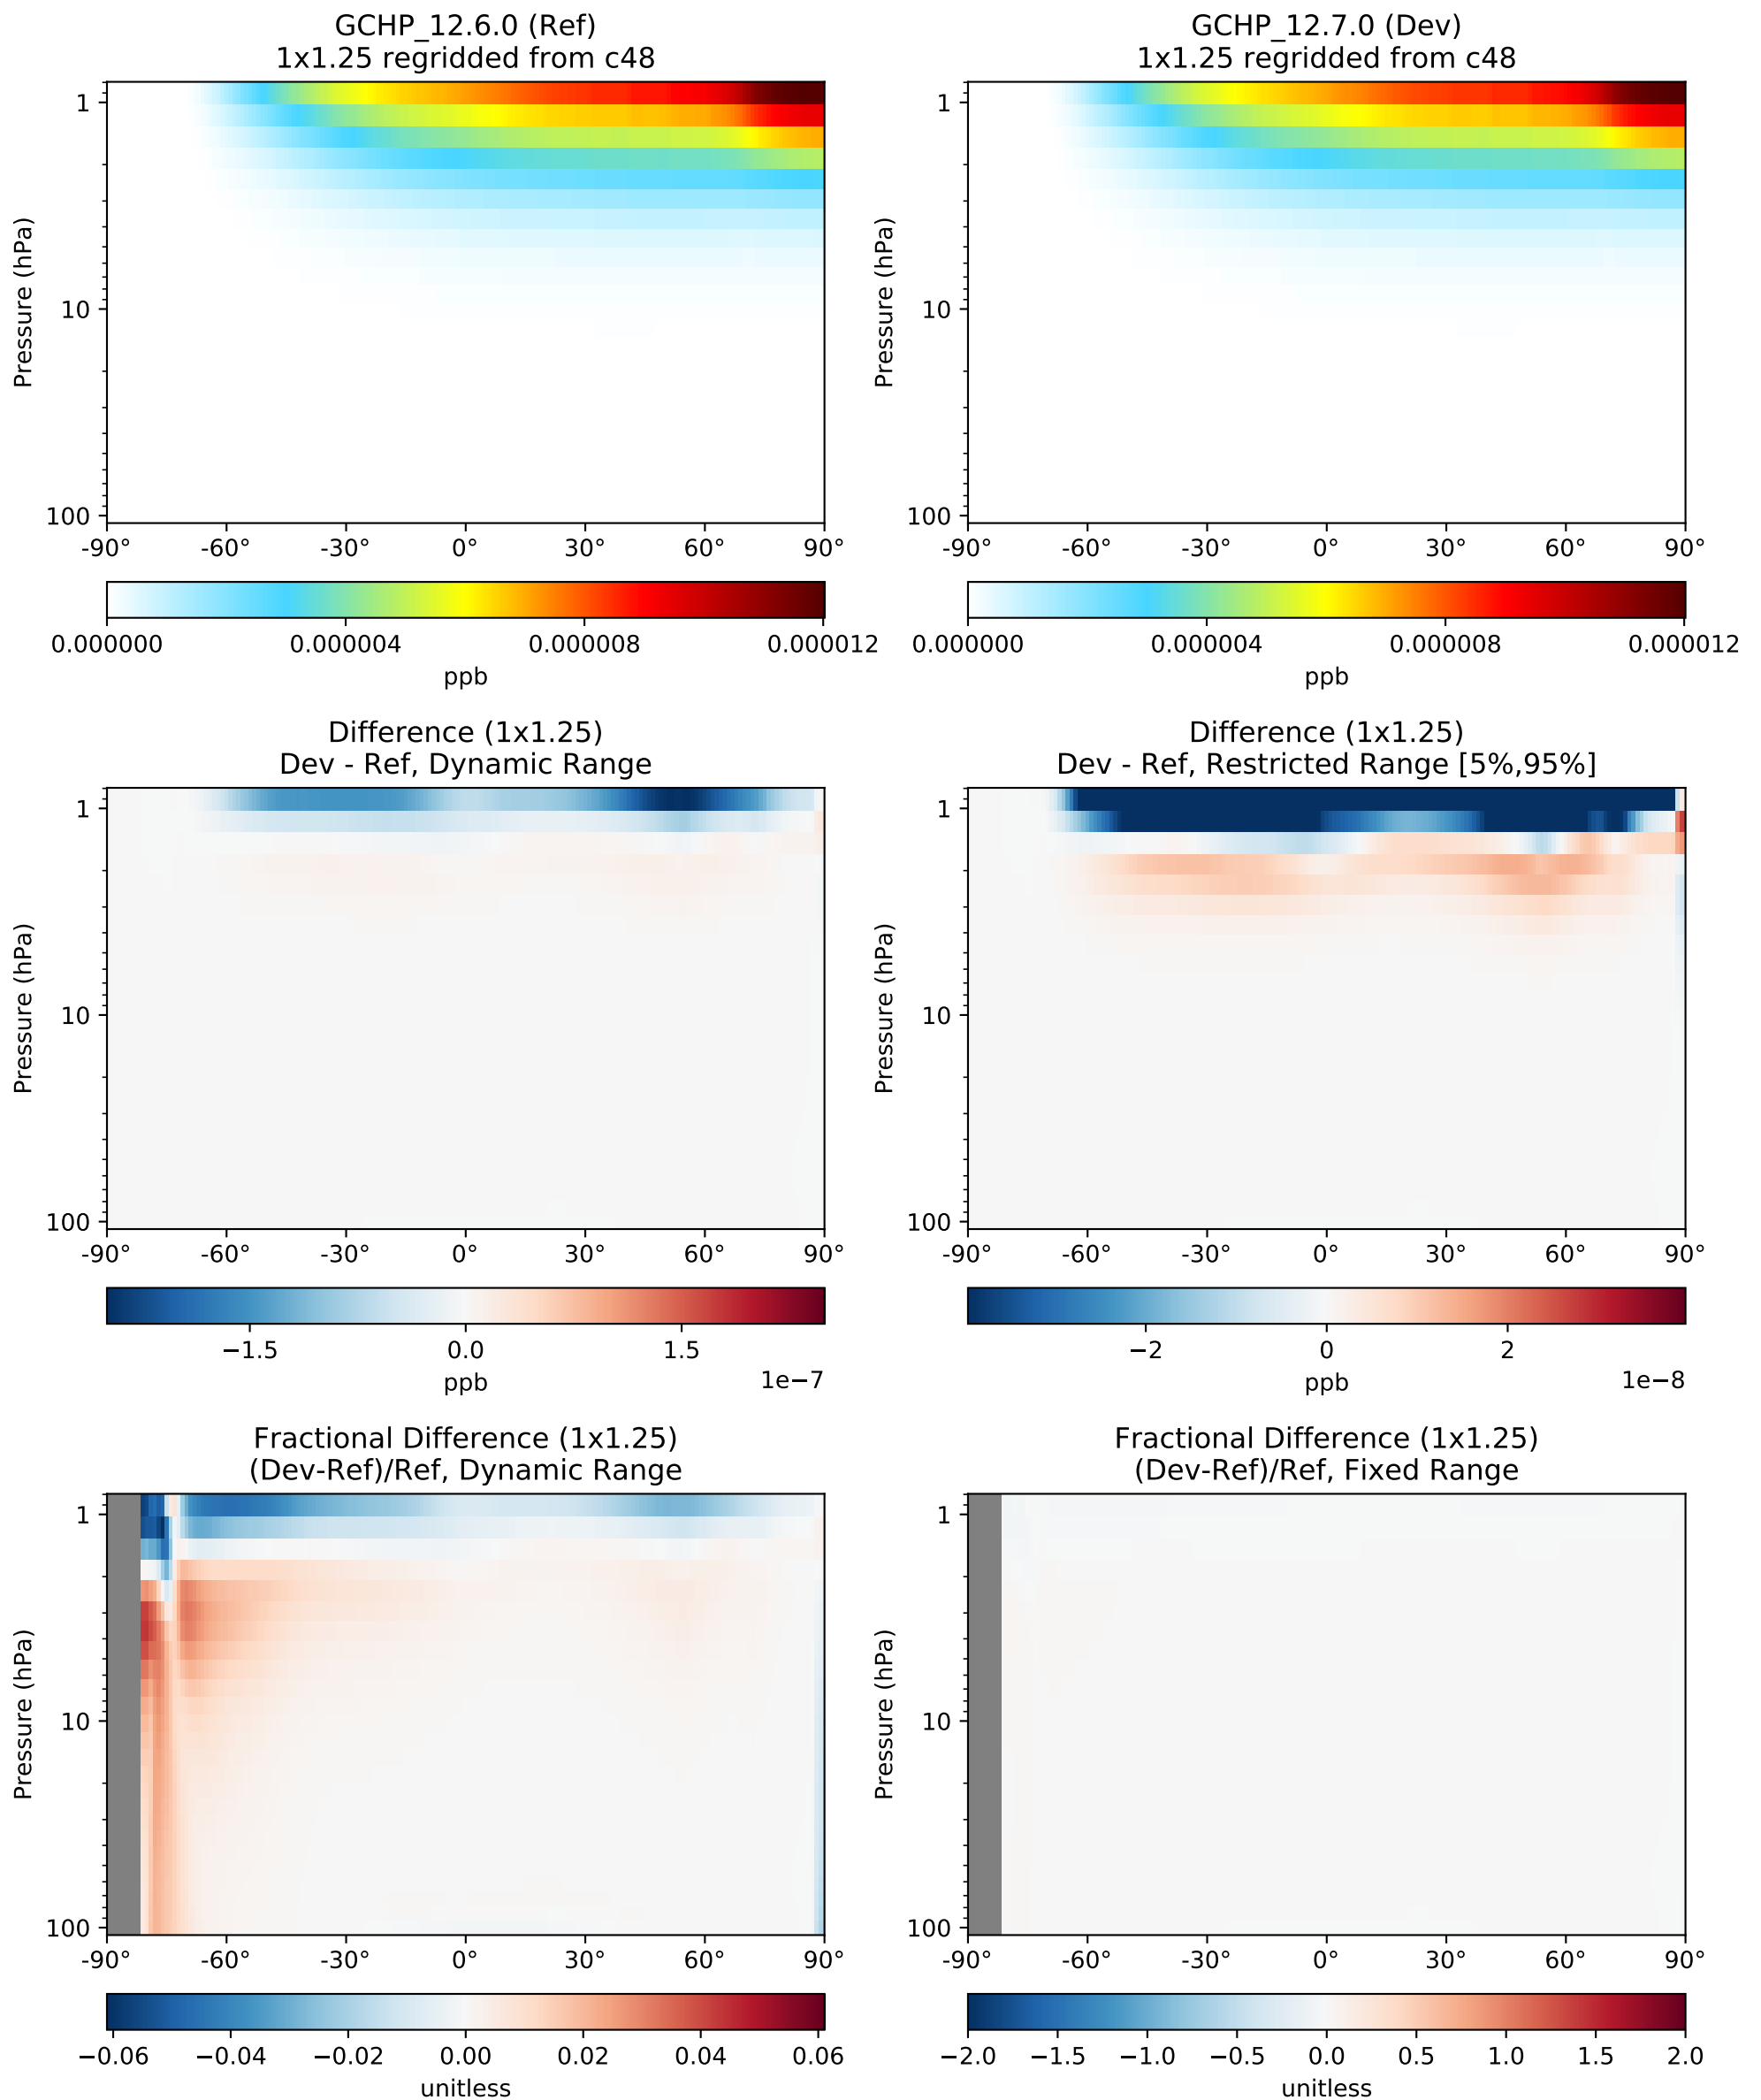 GCHP_12.6.0 (Ref)
1x1.25 regridded from c48
Pressure (hPa)
1
10
100
-90° -60° -30° 0° 30° 60° 90°
0.000000 0.000004 0.000008 0.000012
ppb
GCHP_12.7.0 (Dev)
1x1.25 regridded from c48
Pressure (hPa)
1
10
100
-90° -60° -30° 0° 30° 60° 90°
0.000000 0.000004 0.000008 0.000012
ppb
Difference (1x1.25)
Dev - Ref, Dynamic Range
Pressure (hPa)
1
10
100
-90° -60° -30° 0° 30° 60° 90°
−1.5 0.0 1.5
ppb 1e−7
Difference (1x1.25)
Dev - Ref, Restricted Range [5%,95%]
Pressure (hPa)
1
10
100
-90° -60° -30° 0° 30° 60° 90°
−2 0 2
ppb 1e−8
Fractional Difference (1x1.25)
(Dev-Ref)/Ref, Dynamic Range
Pressure (hPa)
1
10
100
-90° -60° -30° 0° 30° 60° 90°
−0.06 −0.04 −0.02 0.00 0.02 0.04 0.06
unitless
Fractional Difference (1x1.25)
(Dev-Ref)/Ref, Fixed Range
Pressure (hPa)
1
10
100
-90° -60° -30° 0° 30° 60° 90°
−2.0 −1.5 −1.0 −0.5 0.0 0.5 1.0 1.5 2.0
unitless